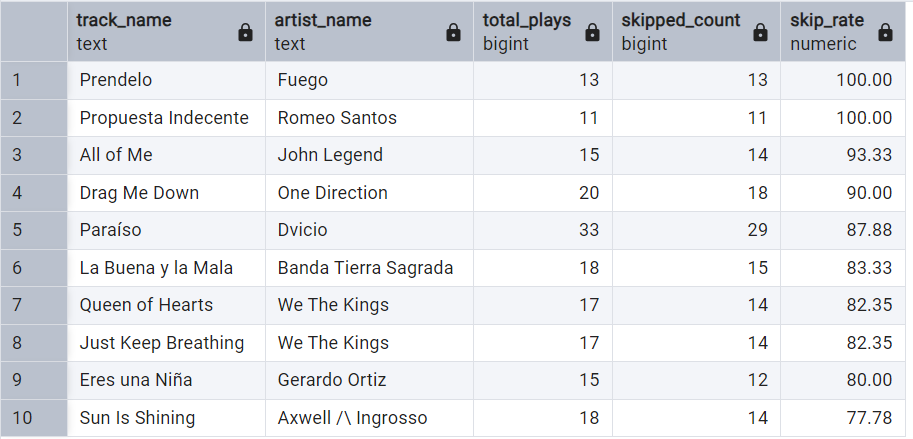 track_name artist_name total_plays skipped_count skip_rate
text text bigint bigint numeric
1 Prendelo Fuego 13 13 100.00
2 Propuesta Indecente Romeo Santos 11 11 100.00
3 All of Me John Legend 15 14 93.33
4 Drag Me Down One Direction 20 18 90.00
5 Paraíso Dvicio 33 29 87.88
6 La Buena y la Mala Banda Tierra Sagrada 18 15 83.33
7 Queen of Hearts We The Kings 17 14 82.35
8 Just Keep Breathing We The Kings 17 14 82.35
9 Eres una Niña Gerardo Ortiz 15 12 80.00
10 Sun Is Shining Axwell /\ Ingrosso 18 14 77.78